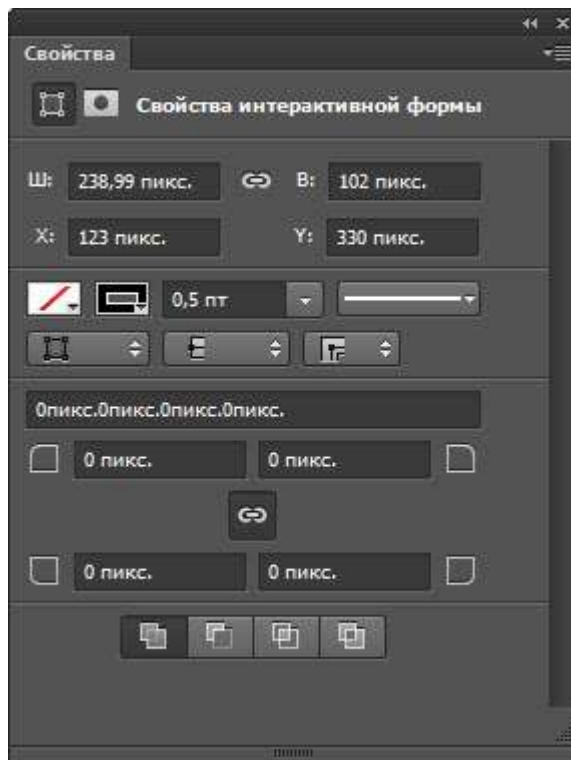 Свойства
Свойства интерактивной формы
Ш: 238,99 пикс. В: 102 пикс.
X: 123 пикс. Y: 330 пикс.
0,5 пт
0пикс.0пикс.0пикс.0пикс.
0 пикс. 0 пикс.
0 пикс. 0 пикс.